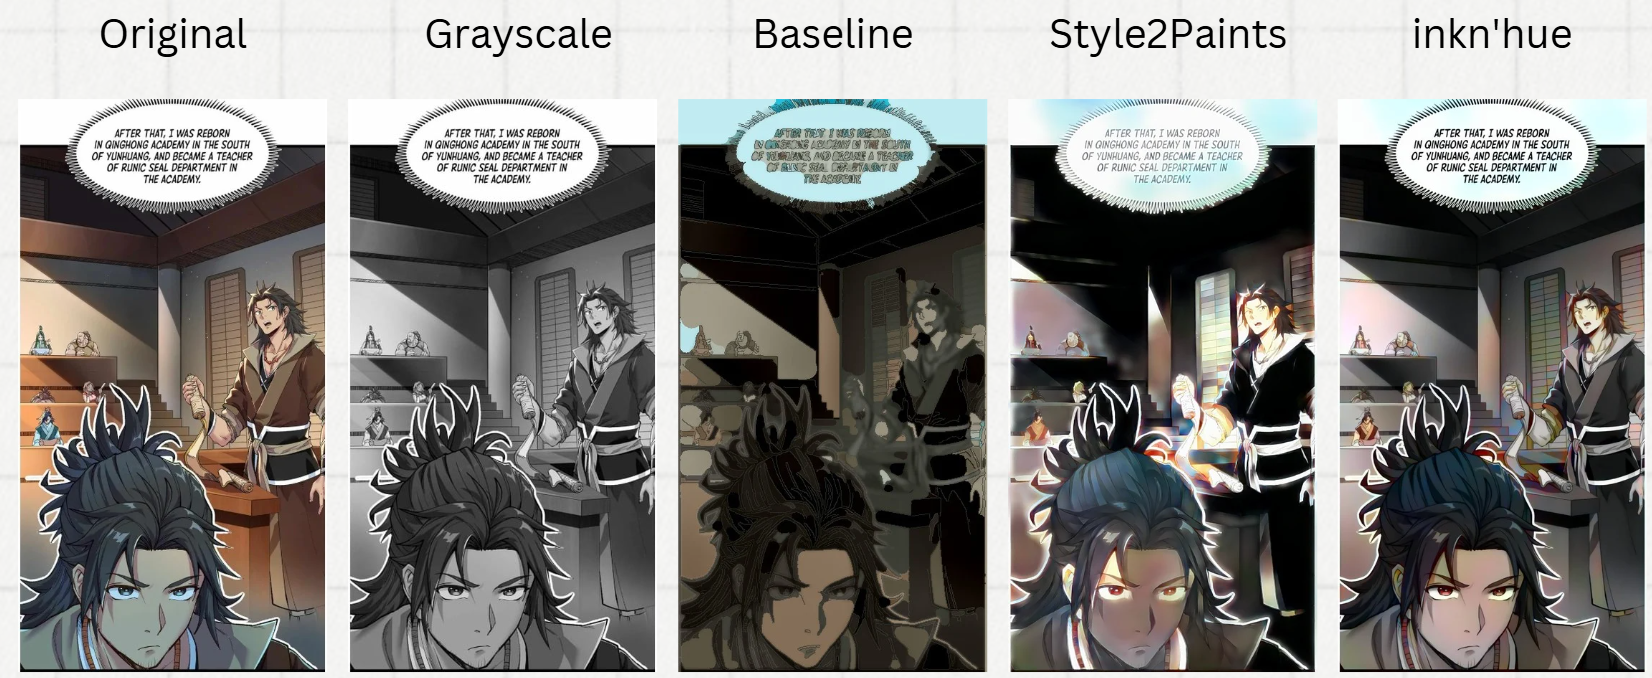 Original
AFTER THAT, I WAS REBORN
IN QINGHONG ACADEMY IN THE SOUTH
OF YUNHUANG, AND BECAME A TEACHER
OF RUNIC SEAL DEPARTMENT IN
THE ACADEMY.
Grayscale
AFTER THAT, I WAS REBORN
IN QINGHONG ACADEMY IN THE SOUTH
OF YUNHUANG, AND BECAME A TEACHER
OF RUNIC SEAL DEPARTMENT IN
THE ACADEMY.
Baseline
AFTER THAT, I WAS REBORN
IN QINGHONG ACADEMY IN THE SOUTH
OF YUNHUANG, AND BECAME A TEACHER
OF RUNIC SEAL DEPARTMENT IN
THE ACADEMY.
Style2Paints
AFTER THAT, I WAS REBORN
IN QINGHONG ACADEMY IN THE SOUTH
OF YUNHUANG, AND BECAME A TEACHER
OF RUNIC SEAL DEPARTMENT IN
THE ACADEMY.
inkn'hue
AFTER THAT, I WAS REBORN
IN QINGHONG ACADEMY IN THE SOUTH
OF YUNHUANG, AND BECAME A TEACHER
OF RUNIC SEAL DEPARTMENT IN
THE ACADEMY.